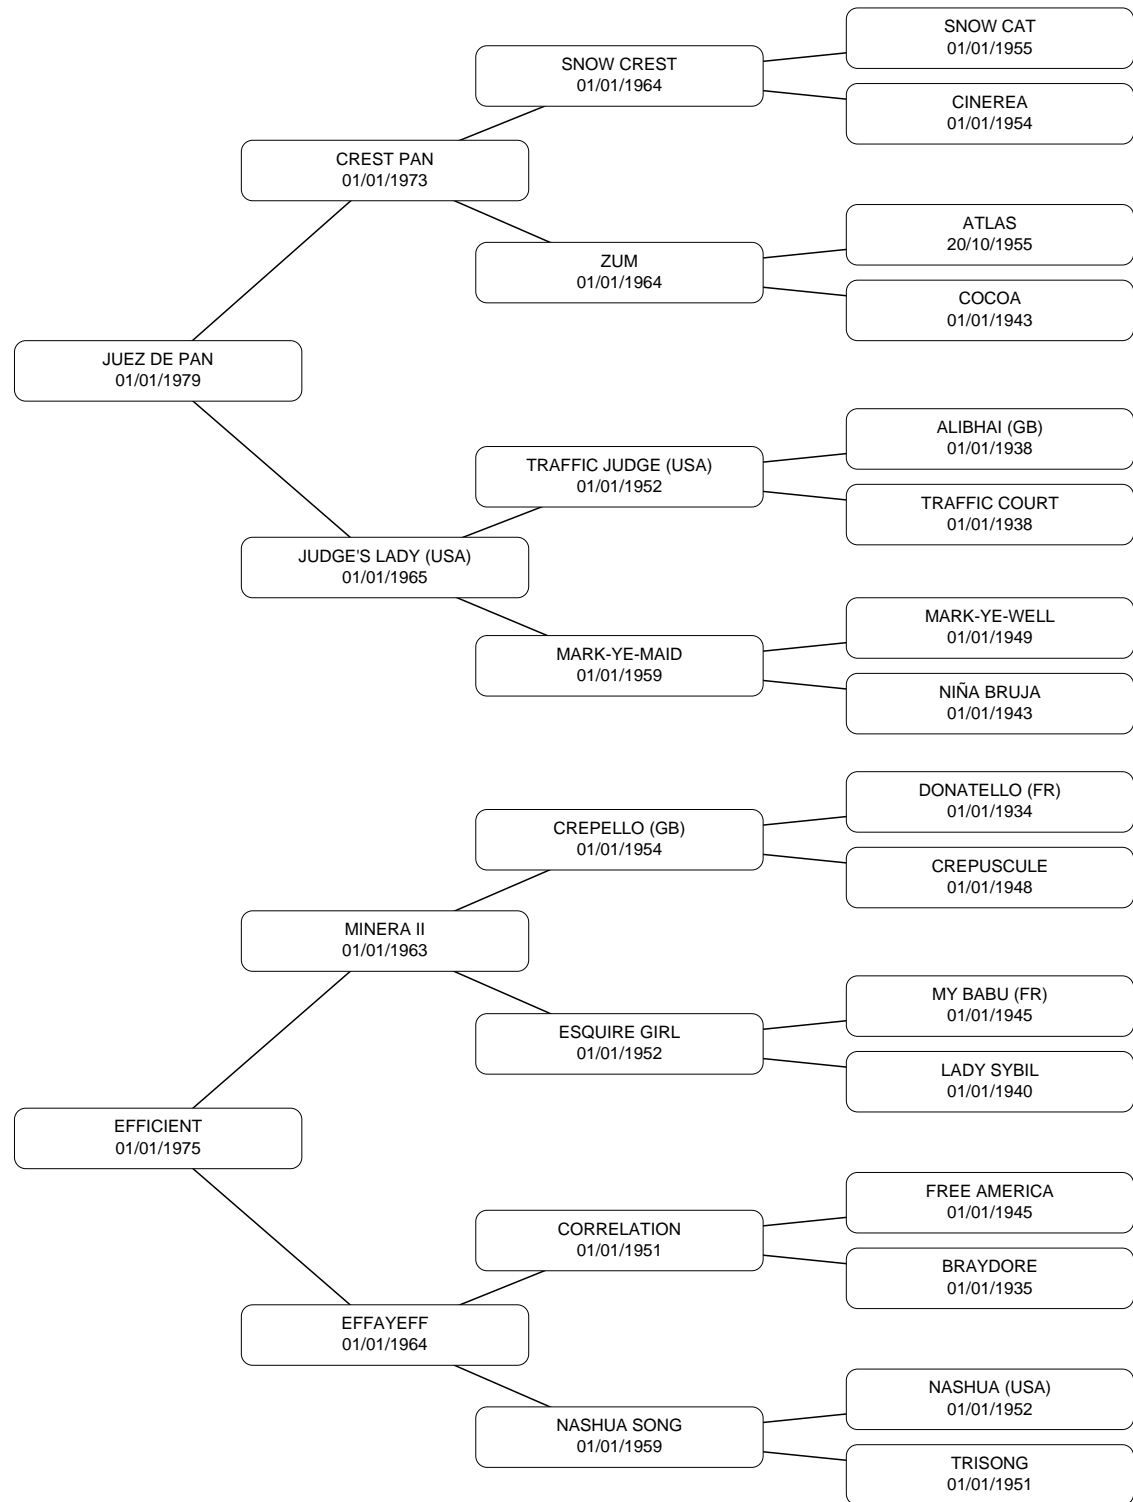 SNOW CAT
01/01/1955
SNOW CREST
01/01/1964
CINEREA
01/01/1954
CREST PAN
01/01/1973
ATLAS
20/10/1955
ZUM
01/01/1964
COCOA
01/01/1943
JUEZ DE PAN
01/01/1979
ALIBHAI (GB)
01/01/1938
TRAFFIC JUDGE (USA)
01/01/1952
TRAFFIC COURT
01/01/1938
JUDGE'S LADY (USA)
01/01/1965
MARK-YE-WELL
01/01/1949
MARK-YE-MAID
01/01/1959
NIÑA BRUJA
01/01/1943
DONATELLO (FR)
01/01/1934
CREPELLO (GB)
01/01/1954
CREPUSCULE
01/01/1948
MINERA II
01/01/1963
MY BABU (FR)
01/01/1945
ESQUIRE GIRL
01/01/1952
LADY SYBIL
01/01/1940
EFFICIENT
01/01/1975
FREE AMERICA
01/01/1945
CORRELATION
01/01/1951
BRAYDORE
01/01/1935
EFFAYEFF
01/01/1964
NASHUA (USA)
01/01/1952
NASHUA SONG
01/01/1959
TRISONG
01/01/1951